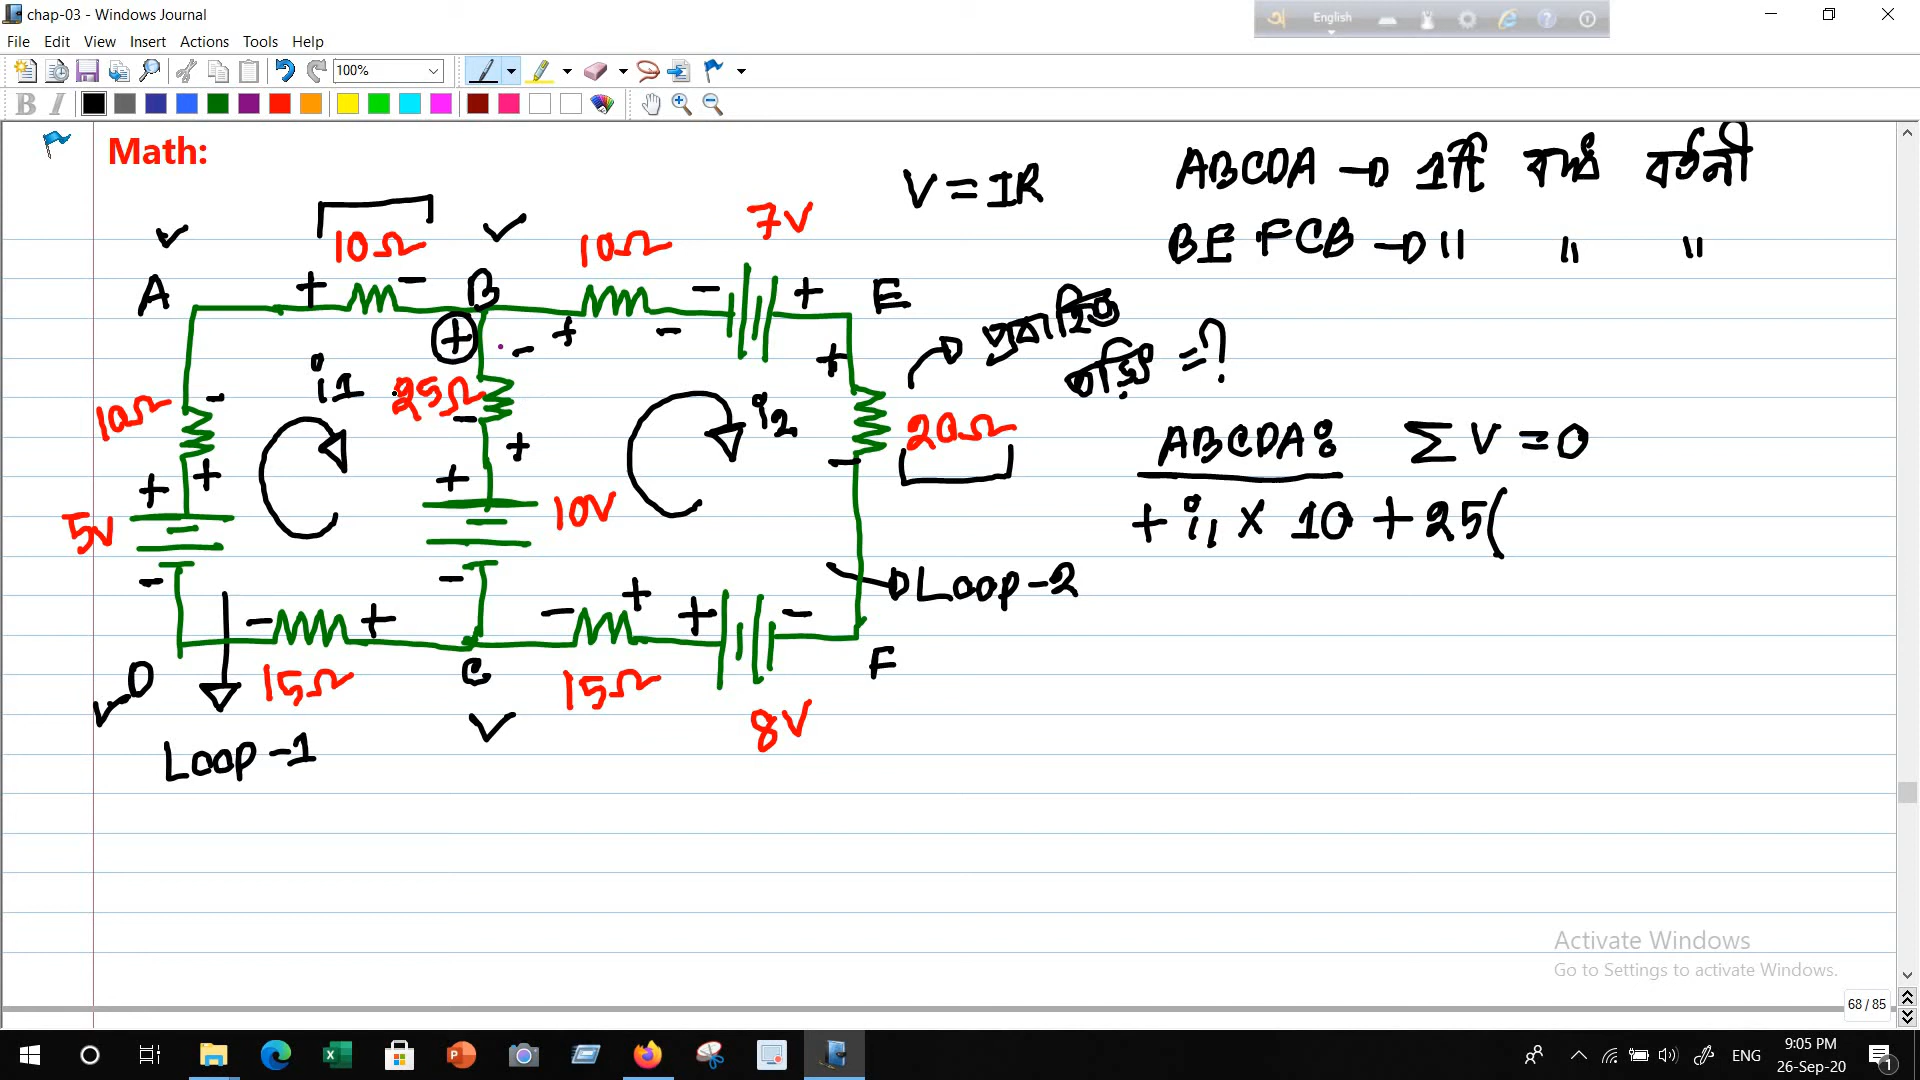 chap-03 - Windows Journal
English
File Edit View Insert Actions Tools Help
100%
B I
Math:
V = IR
ABCDA → 1টি বদ্ধ বর্তনী
BEFCB → " " "
10Ω 10Ω 7V
A + - B - + E
+ - + -
প্রবাহিত
তড়িৎ = ?
i1 25Ω i2
10Ω 20Ω
ABCDA: Σ V = 0
+ i₁ × 10 + 25(
5V 10V
Loop-2
- + - + + -
D 15Ω C 15Ω F
8V
Loop-1
Activate Windows
Go to Settings to activate Windows.
68 / 85
ENG
9:05 PM
26-Sep-20
1